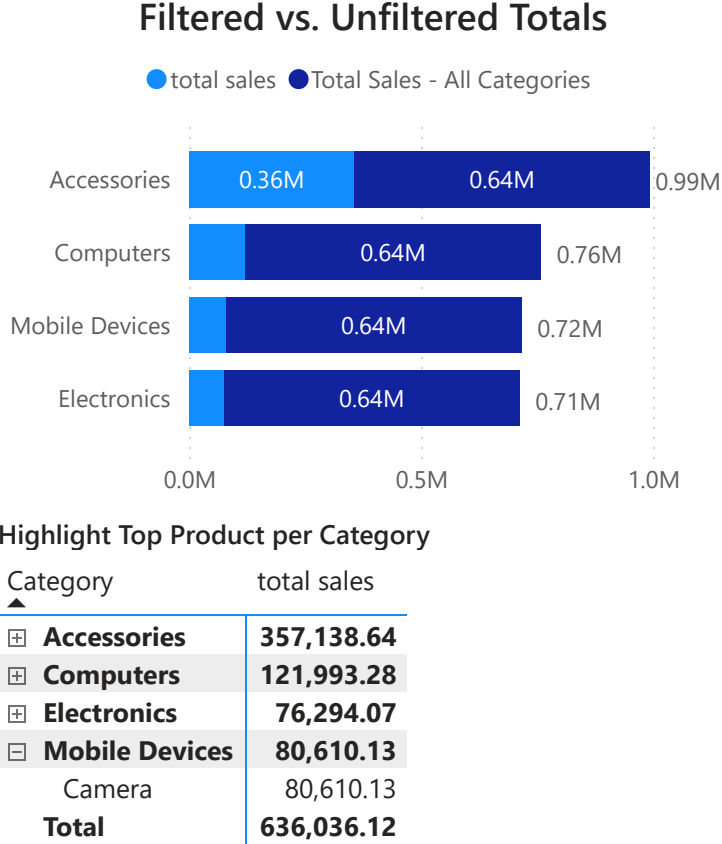 Filtered vs. Unfiltered Totals
total sales Total Sales - All Categories
Accessories 0.36M 0.64M 0.99M
Computers 0.64M 0.76M
Mobile Devices 0.64M 0.72M
Electronics 0.64M 0.71M
0.0M 0.5M 1.0M
Highlight Top Product per Category
Category total sales
Accessories 357,138.64
Computers 121,993.28
Electronics 76,294.07
Mobile Devices 80,610.13
Camera 80,610.13
Total 636,036.12